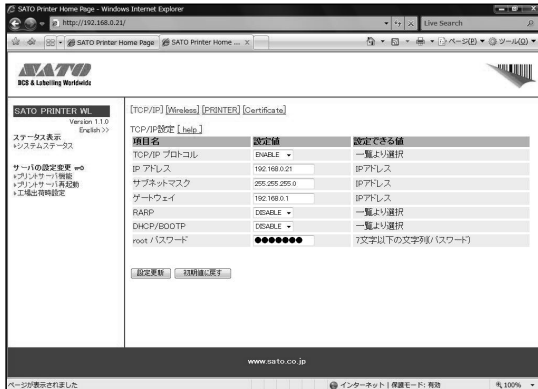 SATO Printer Home Page - Windows Internet Explorer
http://192.168.0.21/
Live Search
SATO Printer Home Page
SATO Printer Home ...
ページ(P)
ツール(O)
SATO
DCS & Labelling Worldwide
SATO PRINTER WL
Version 1.1.0
English >>
ステータス表示
システムステータス
サーバの設定変更
プリントサーバ機能
プリントサーバ再起動
工場出荷時設定
[TCP/IP] [Wireless] [PRINTER] [Certificate]
TCP/IP設定 [ help ]
項目名 設定値 設定できる値
TCP/IP プロトコル ENABLE 一覧より選択
IP アドレス 192.168.0.21 IPアドレス
サブネットマスク 255.255.255.0 IPアドレス
ゲートウェイ 192.168.0.1 IPアドレス
RARP DISABLE 一覧より選択
DHCP/BOOTP DISABLE 一覧より選択
root パスワード ●●●●●●● 7文字以下の文字列(パスワード)
設定更新 初期値に戻す
www.sato.co.jp
ページが表示されました
インターネット | 保護モード: 有効
100%